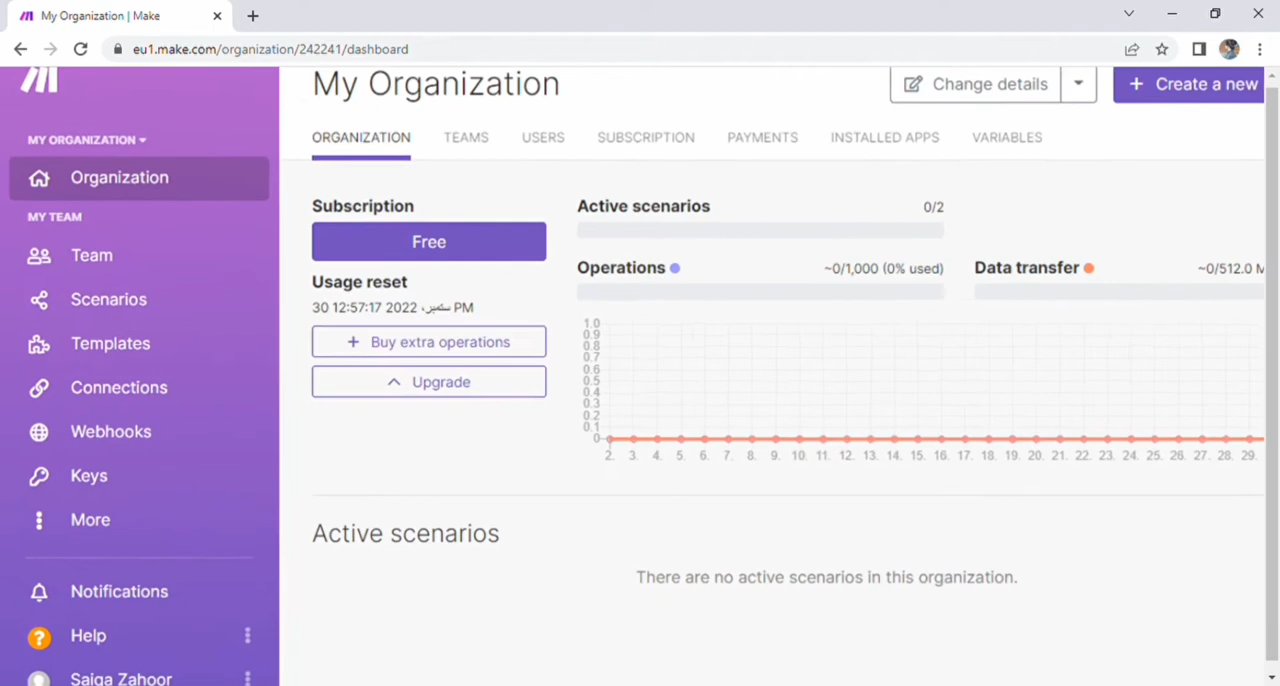 My Organization | Make
eu1.make.com/organization/242241/dashboard
MY ORGANIZATION
Organization
MY TEAM
Team
Scenarios
Templates
Connections
Webhooks
Keys
More
Notifications
?
Help
Saiqa Zahoor
My Organization
Change details
+ Create a new
ORGANIZATION TEAMS USERS SUBSCRIPTION PAYMENTS INSTALLED APPS VARIABLES
Subscription
Free
Usage reset
30 12:57:17 2022 ستمبر، PM
+ Buy extra operations
Upgrade
Active scenarios 0/2
Operations ~0/1,000 (0% used)
Data transfer ~0/512.0 M
1.0
0.9
0.8
0.7
0.6
0.5
0.4
0.3
0.2
0.1
0
2. 3. 4. 5. 6. 7. 8. 9. 10. 11. 12. 13. 14. 15. 16. 17. 18. 19. 20. 21. 22. 23. 24. 25. 26. 27. 28. 29.
Active scenarios
There are no active scenarios in this organization.